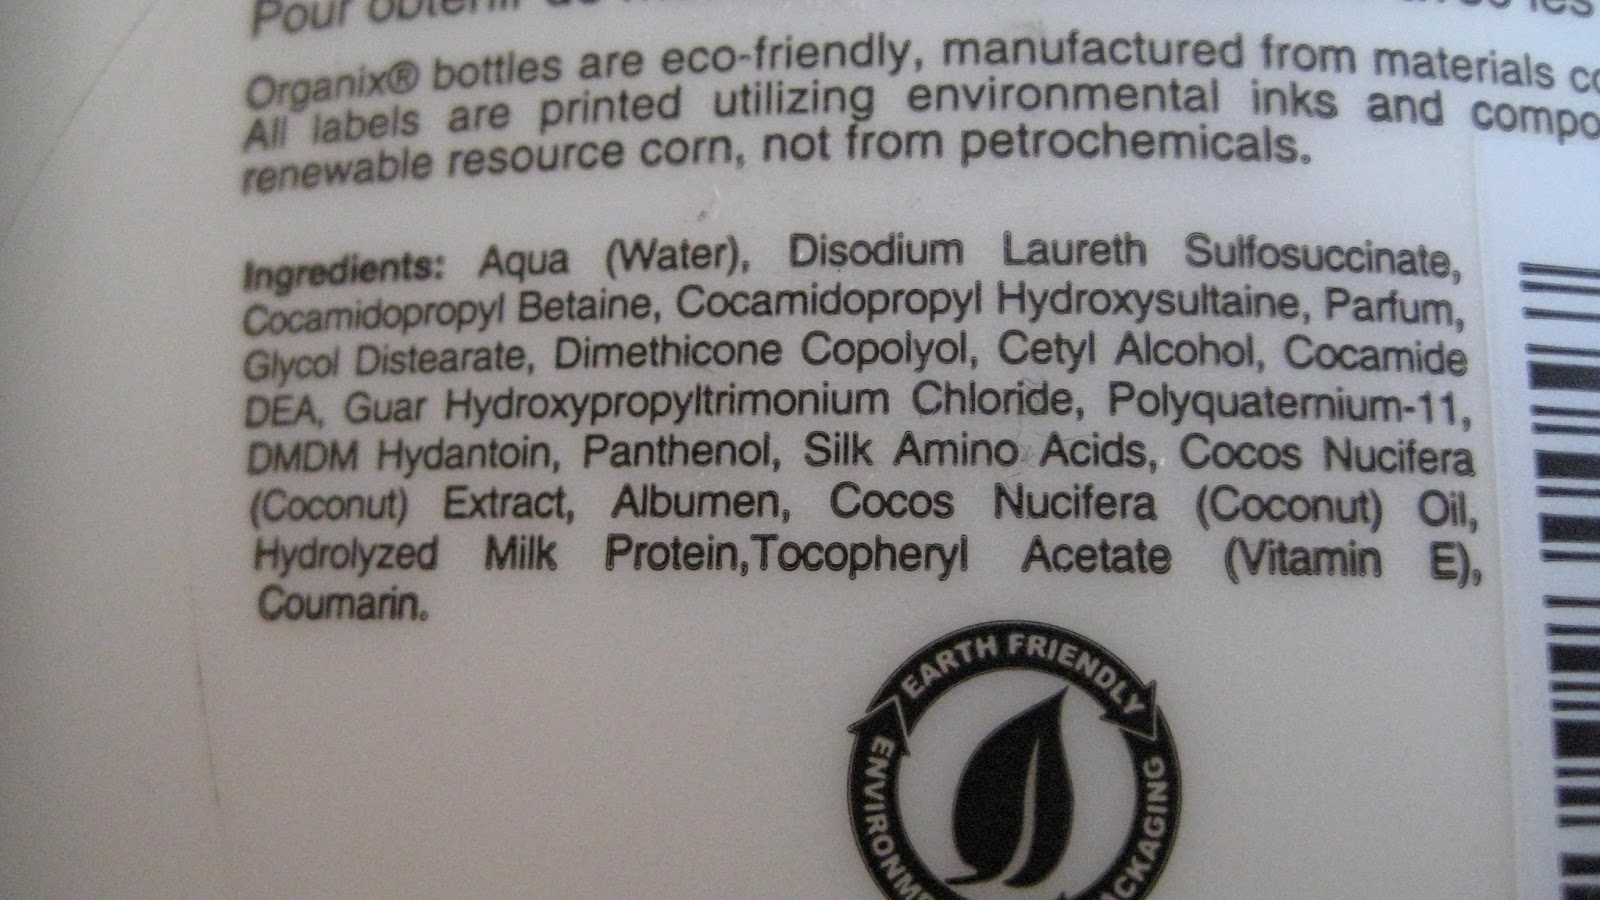 Pour obtenir
Organix® bottles are eco-friendly, manufactured from materials
All labels are printed utilizing environmental inks and
renewable resource corn, not from petrochemicals.
Ingredients: Aqua (Water), Disodium Laureth Sulfosuccinate,
Cocamidopropyl Betaine, Cocamidopropyl Hydroxysultaine, Parfum,
Glycol Distearate, Dimethicone Copolyol, Cetyl Alcohol, Cocamide
DEA, Guar Hydroxypropyltrimonium Chloride, Polyquaternium-11,
DMDM Hydantoin, Panthenol, Silk Amino Acids, Cocos Nucifera
(Coconut) Extract, Albumen, Cocos Nucifera (Coconut) Oil,
Hydrolyzed Milk Protein,Tocopheryl Acetate (Vitamin E),
Coumarin.
EARTH FRIENDLY